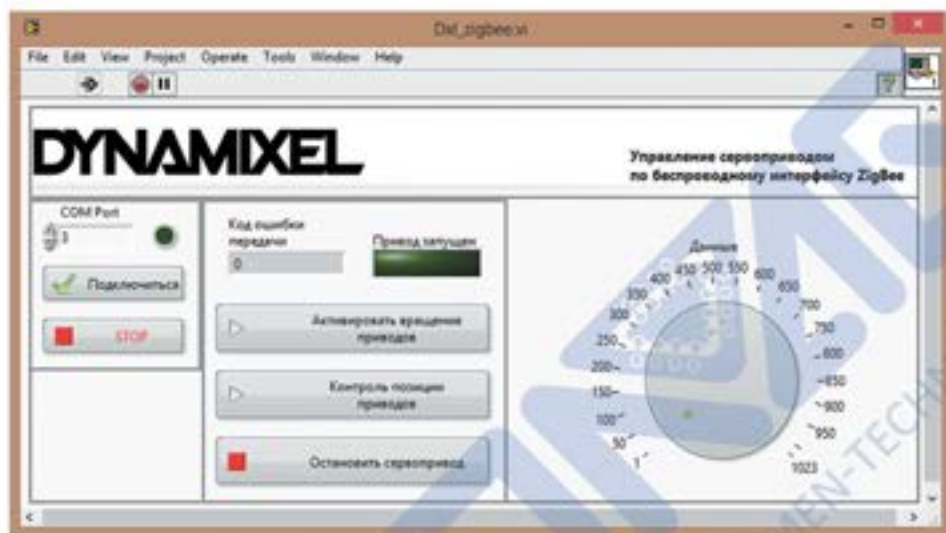 Dxl_zigbee.vi
File Edit View Project Operate Tools Window Help
DYNAMIXEL
Управление сервоприводом
по беспроводному интерфейсу ZigBee
COM Port
3
Подключиться
STOP
Код ошибки
передачи
0
Привод запущен
Активировать вращение
приводов
Контроль позиции
приводов
Остановить сервопривод
Данные
1 50 100 150 200 250 300 350 400 450 500 550 600 650 700 750 800 850 900 950 1023
MEN-TECHN